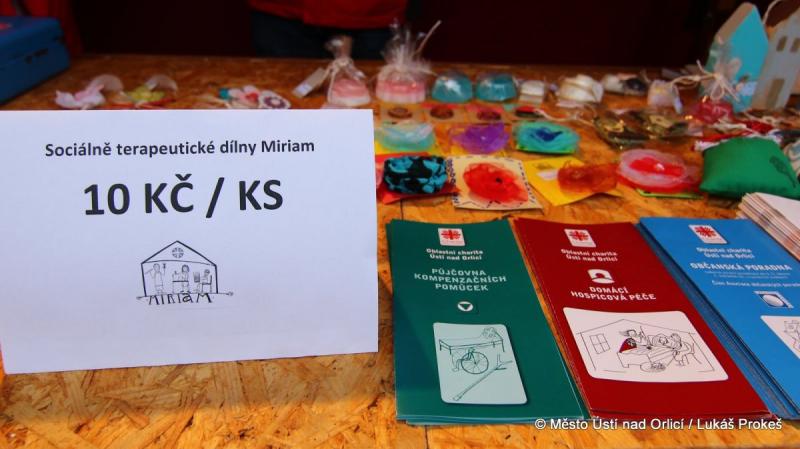 Sociálně terapeutické dílny Miriam
10 KČ / KS
MIRIAM
Oblastní charita
Ústí nad Orlicí
PŮJČOVNA
KOMPENZAČNÍCH
POMŮCEK
Oblastní charita
Ústí nad Orlicí
DOMÁCÍ
HOSPICOVÁ PÉČE
Oblastní charita
Ústí nad Orlicí
OBČANSKÁ PORADNA
© Město Ústí nad Orlicí / Lukáš Prokeš